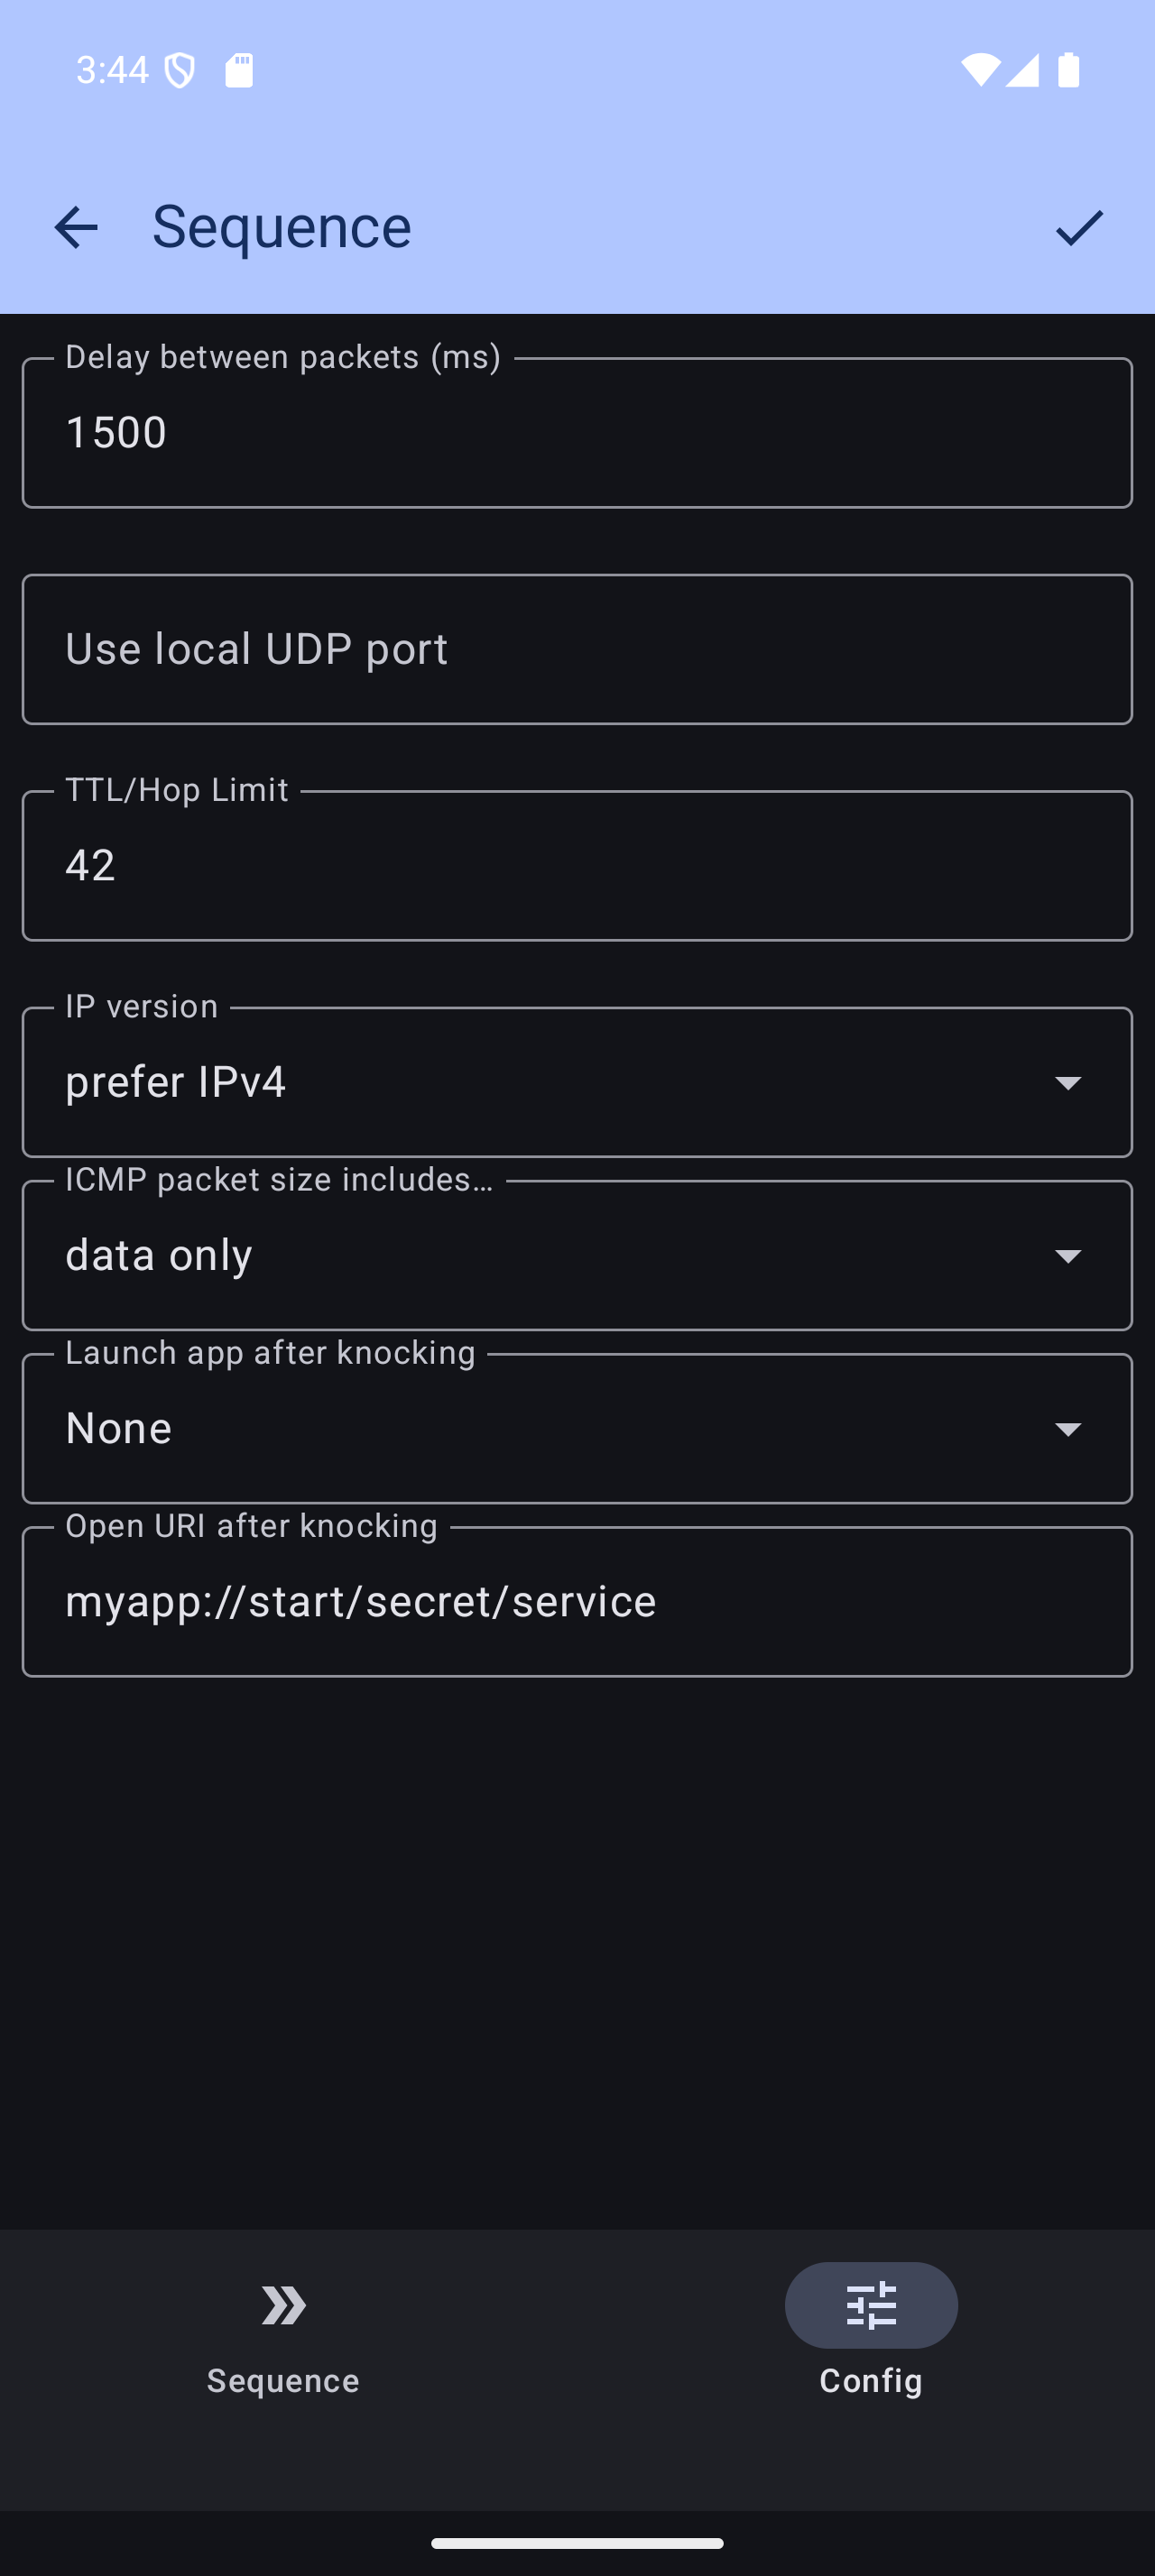 3:44
Sequence
Delay between packets (ms)
1500
Use local UDP port
TTL/Hop Limit
42
IP version
prefer IPv4
ICMP packet size includes…
data only
Launch app after knocking
None
Open URI after knocking
myapp://start/secret/service
Sequence
Config